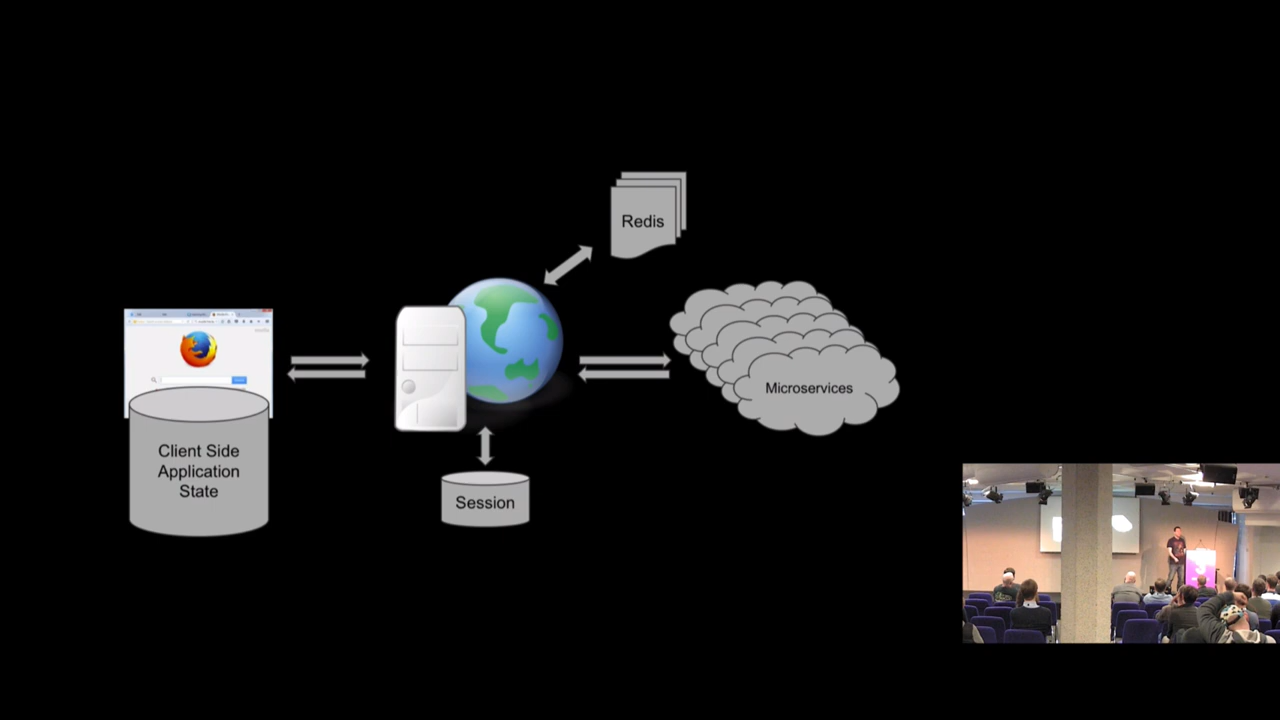 Redis
Microservices
Client Side
Application
State
Session